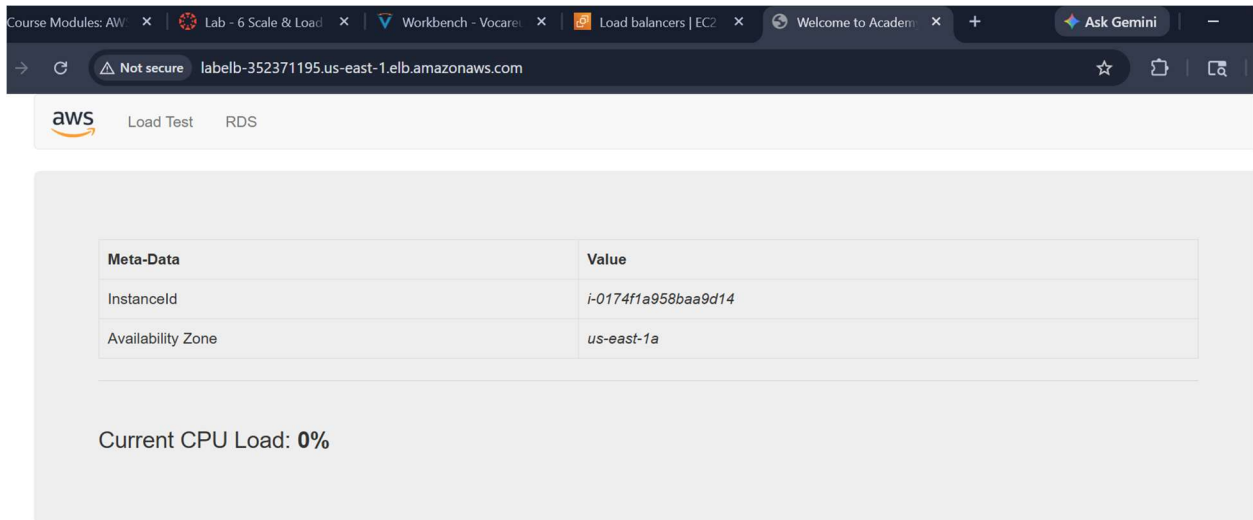 Course Modules: AW
Lab - 6 Scale & Load
Workbench - Vocare
Load balancers | EC2
Welcome to Academ
Ask Gemini
Not secure labelb-352371195.us-east-1.elb.amazonaws.com
aws Load Test RDS
Meta-Data Value
InstanceId i-0174f1a958baa9d14
Availability Zone us-east-1a
Current CPU Load: 0%